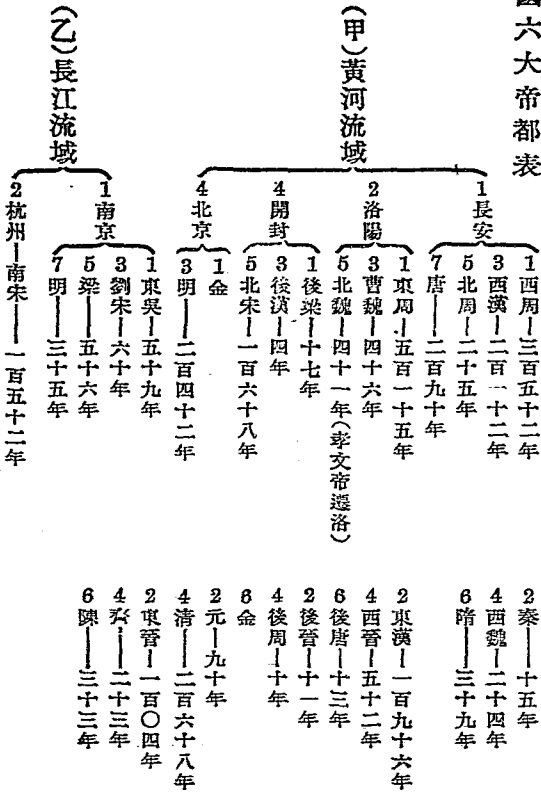 六大帝都表
（甲）黃河流域
1長安
1西周——三百五十二年
2秦——十五年
3西漢——二百一十二年
4西魏——二十四年
5北周——二十五年
6隋——三十九年
7唐——二百九十年
2洛陽
1東周．五百一十五年
2東漢——一百九十六年
3曹魏——四十六年
4西晉——五十二年
5北魏——四十一年（孝文帝遷洛）
6後唐——十三年
4開封
1後梁——十七年
2後晉——十一年
3後漢——四年
4後周——十年
5北宋——一百六十八年
6金
4北京
1金
2元——九十年
3明——二百四十二年
4清——二百六十八年
（乙）長江流域
1南京
1東吳——五十九年
2東晉——一百〇四年
3劉宋——六十年
4齊——二十三年
5梁——五十六年
6陳——三十三年
7明——三十五年
2杭州——南宋——一百五十二年